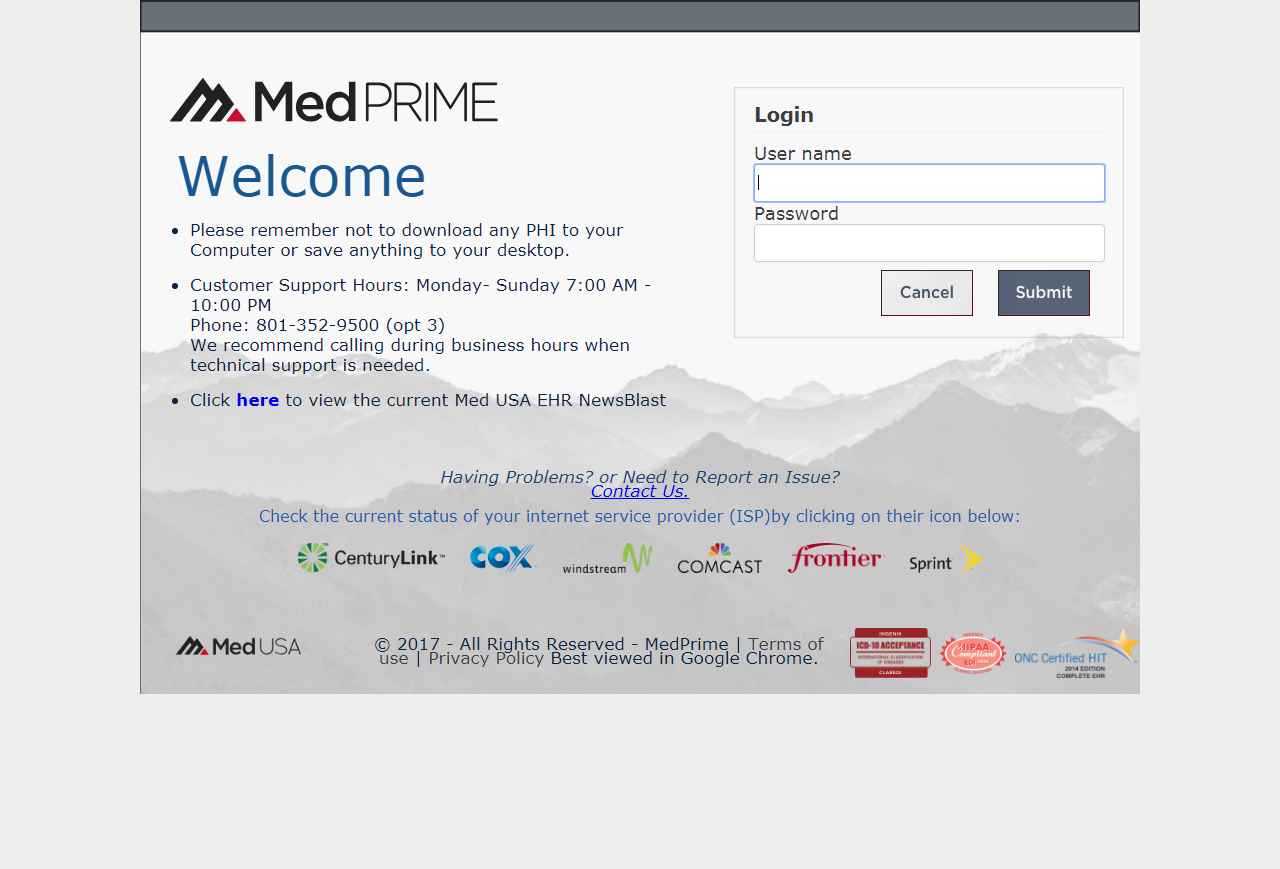 MedPRIME
Welcome
Please remember not to download any PHI to your
Computer or save anything to your desktop.
Customer Support Hours: Monday- Sunday 7:00 AM -
10:00 PM
Phone: 801-352-9500 (opt 3)
We recommend calling during business hours when
technical support is needed.
Click here to view the current Med USA EHR NewsBlast
Login
User name
Password
Cancel
Submit
Having Problems? or Need to Report an Issue?
Contact Us.
Check the current status of your internet service provider (ISP)by clicking on their icon below:
CenturyLink™
COX
windstream
COMCAST
frontier
Sprint
Med USA
© 2017 - All Rights Reserved - MedPrime | Terms of
use | Privacy Policy Best viewed in Google Chrome.
INGENIX
ICD-10 ACCEPTANCE
INTERNATIONAL CLASSIFICATION
OF DISEASES
CLAREDI
HIPAA
Compliant
EDI
ONC Certified HIT
2014 EDITION
COMPLETE EHR